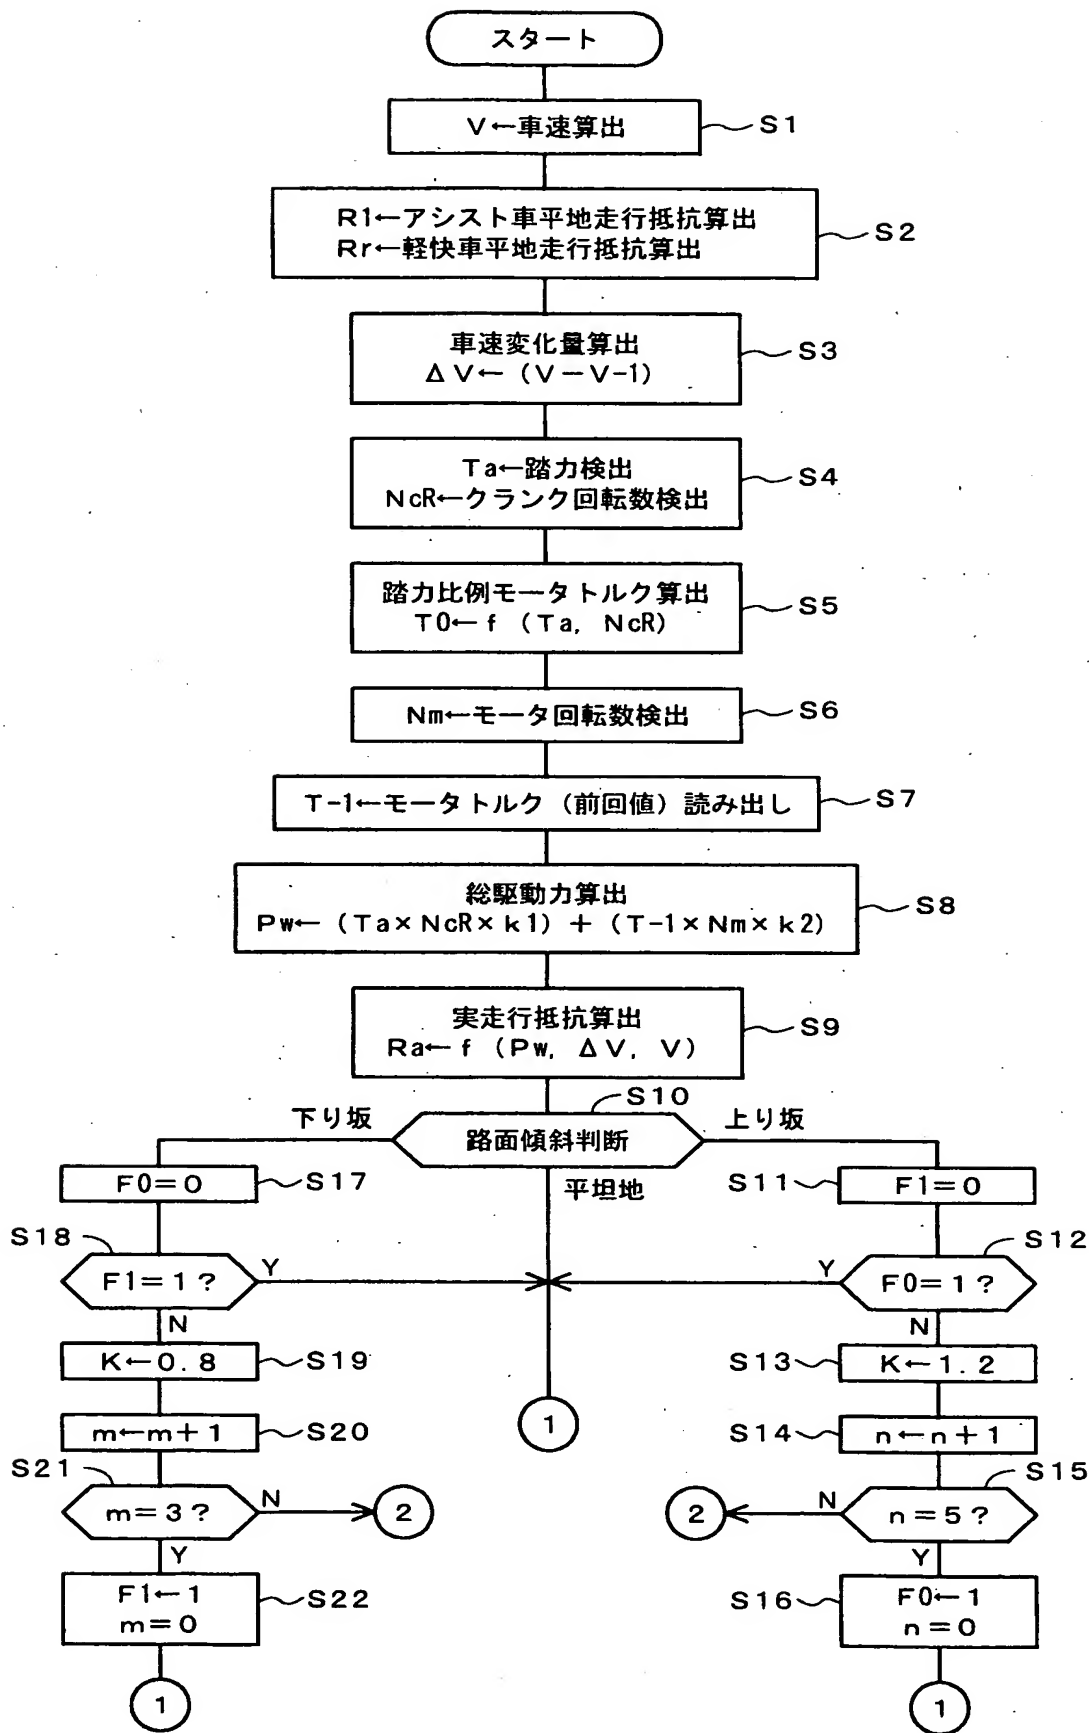 スタート
V←車速算出
S1
R1←アシスト車平地走行抵抗算出
Rr←軽快車平地走行抵抗算出
S2
車速変化量算出
ΔV←(V-V-1)
S3
Ta←踏力検出
NcR←クランク回転数検出
S4
踏力比例モータトルク算出
T0←f (Ta, NcR)
S5
Nm←モータ回転数検出
S6
T-1←モータトルク(前回値)読み出し
S7
総駆動力算出
Pw←(Ta×NcR×k1)+(T-1×Nm×k2)
S8
実走行抵抗算出
Ra←f (Pw, ΔV, V)
S9
S10
下り坂
路面傾斜判断
上り坂
平坦地
F0=0
S17
S11
F1=0
S18
F1=1?
Y
N
S12
F0=1?
Y
N
K←0.8
S19
S13
K←1.2
m←m+1
S20
1
S14
n←n+1
S21
m=3?
N
2
Y
2
N
S15
n=5?
Y
F1←1
m=0
S22
S16
F0←1
n=0
1
1